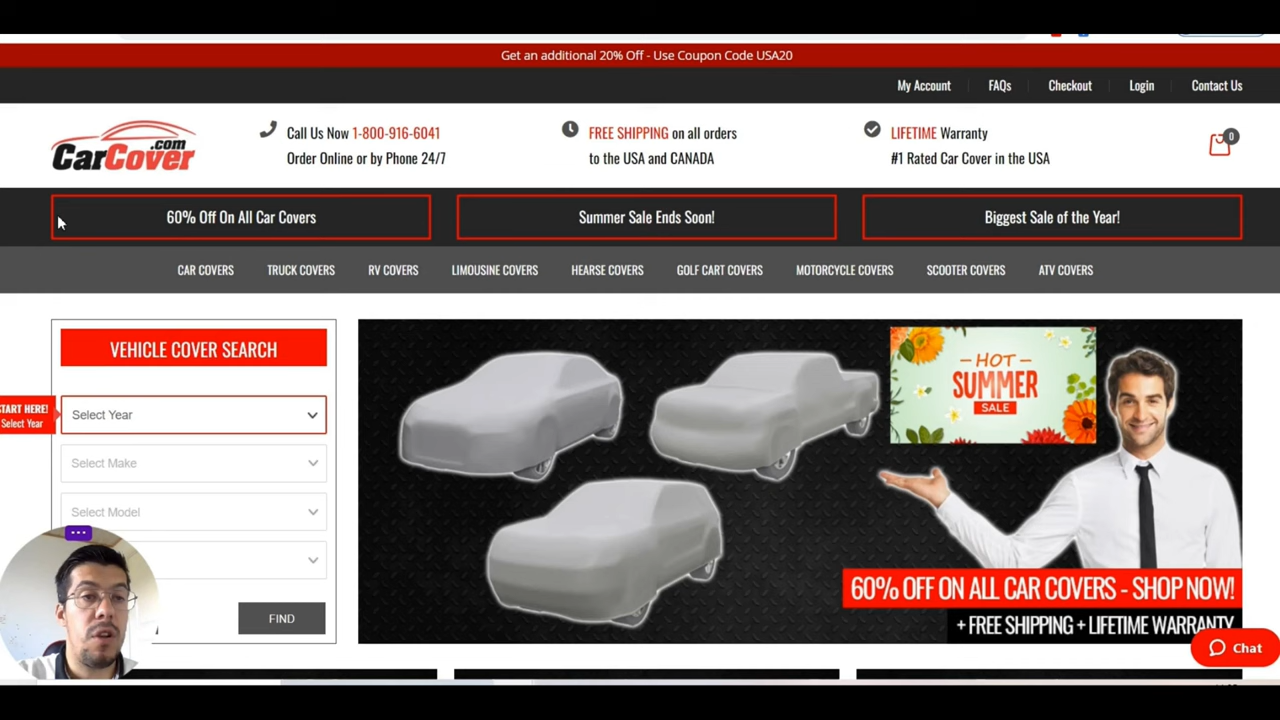 Get an additional 20% Off - Use Coupon Code USA20
My Account
FAQs
Checkout
Login
Contact Us
CarCover.com
Call Us Now 1-800-916-6041
Order Online or by Phone 24/7
FREE SHIPPING on all orders
to the USA and CANADA
LIFETIME Warranty
#1 Rated Car Cover in the USA
0
60% Off On All Car Covers
Summer Sale Ends Soon!
Biggest Sale of the Year!
CAR COVERS
TRUCK COVERS
RV COVERS
LIMOUSINE COVERS
HEARSE COVERS
GOLF CART COVERS
MOTORCYCLE COVERS
SCOOTER COVERS
ATV COVERS
VEHICLE COVER SEARCH
START HERE!
Select Year
Select Year
Select Make
Select Model
FIND
HOT
SUMMER
SALE
60% OFF ON ALL CAR COVERS - SHOP NOW!
+ FREE SHIPPING + LIFETIME WARRANTY
Chat